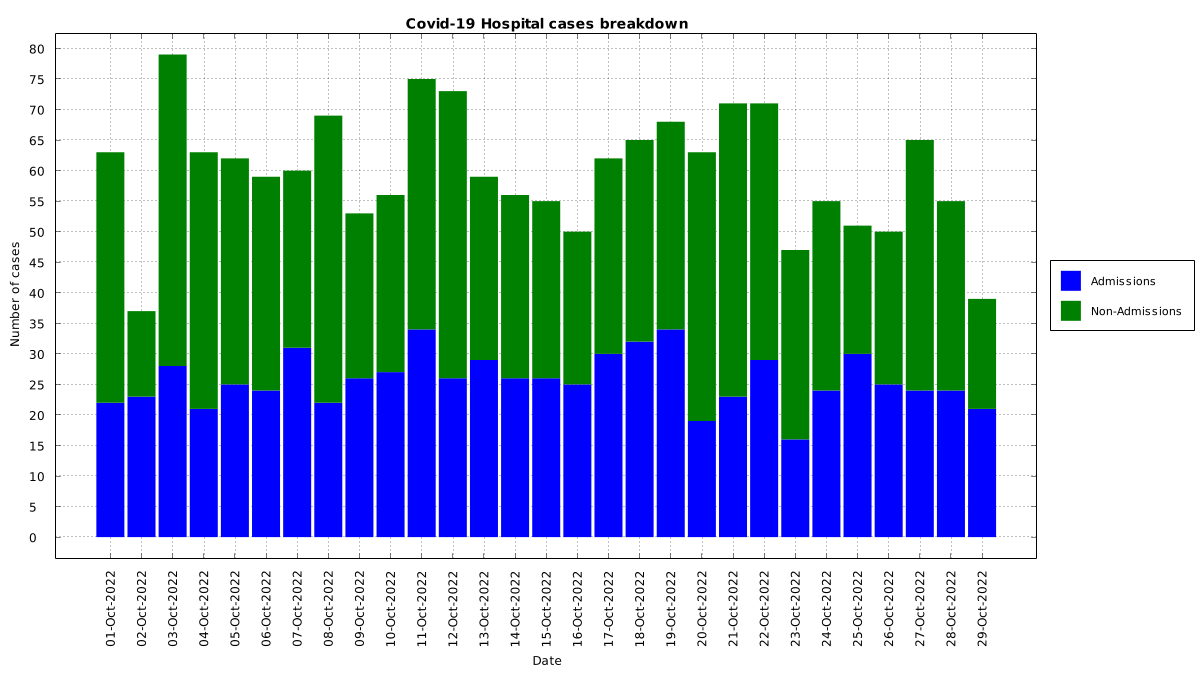 Covid-19 Hospital cases breakdown
80
75
70
65
60
55
50
45
40
35
30
25
20
15
10
5
0
Number of cases
01-Oct-2022
02-Oct-2022
03-Oct-2022
04-Oct-2022
05-Oct-2022
06-Oct-2022
07-Oct-2022
08-Oct-2022
09-Oct-2022
10-Oct-2022
11-Oct-2022
12-Oct-2022
13-Oct-2022
14-Oct-2022
15-Oct-2022
16-Oct-2022
17-Oct-2022
18-Oct-2022
19-Oct-2022
20-Oct-2022
21-Oct-2022
22-Oct-2022
23-Oct-2022
24-Oct-2022
25-Oct-2022
26-Oct-2022
27-Oct-2022
28-Oct-2022
29-Oct-2022
Date
Admissions
Non-Admissions